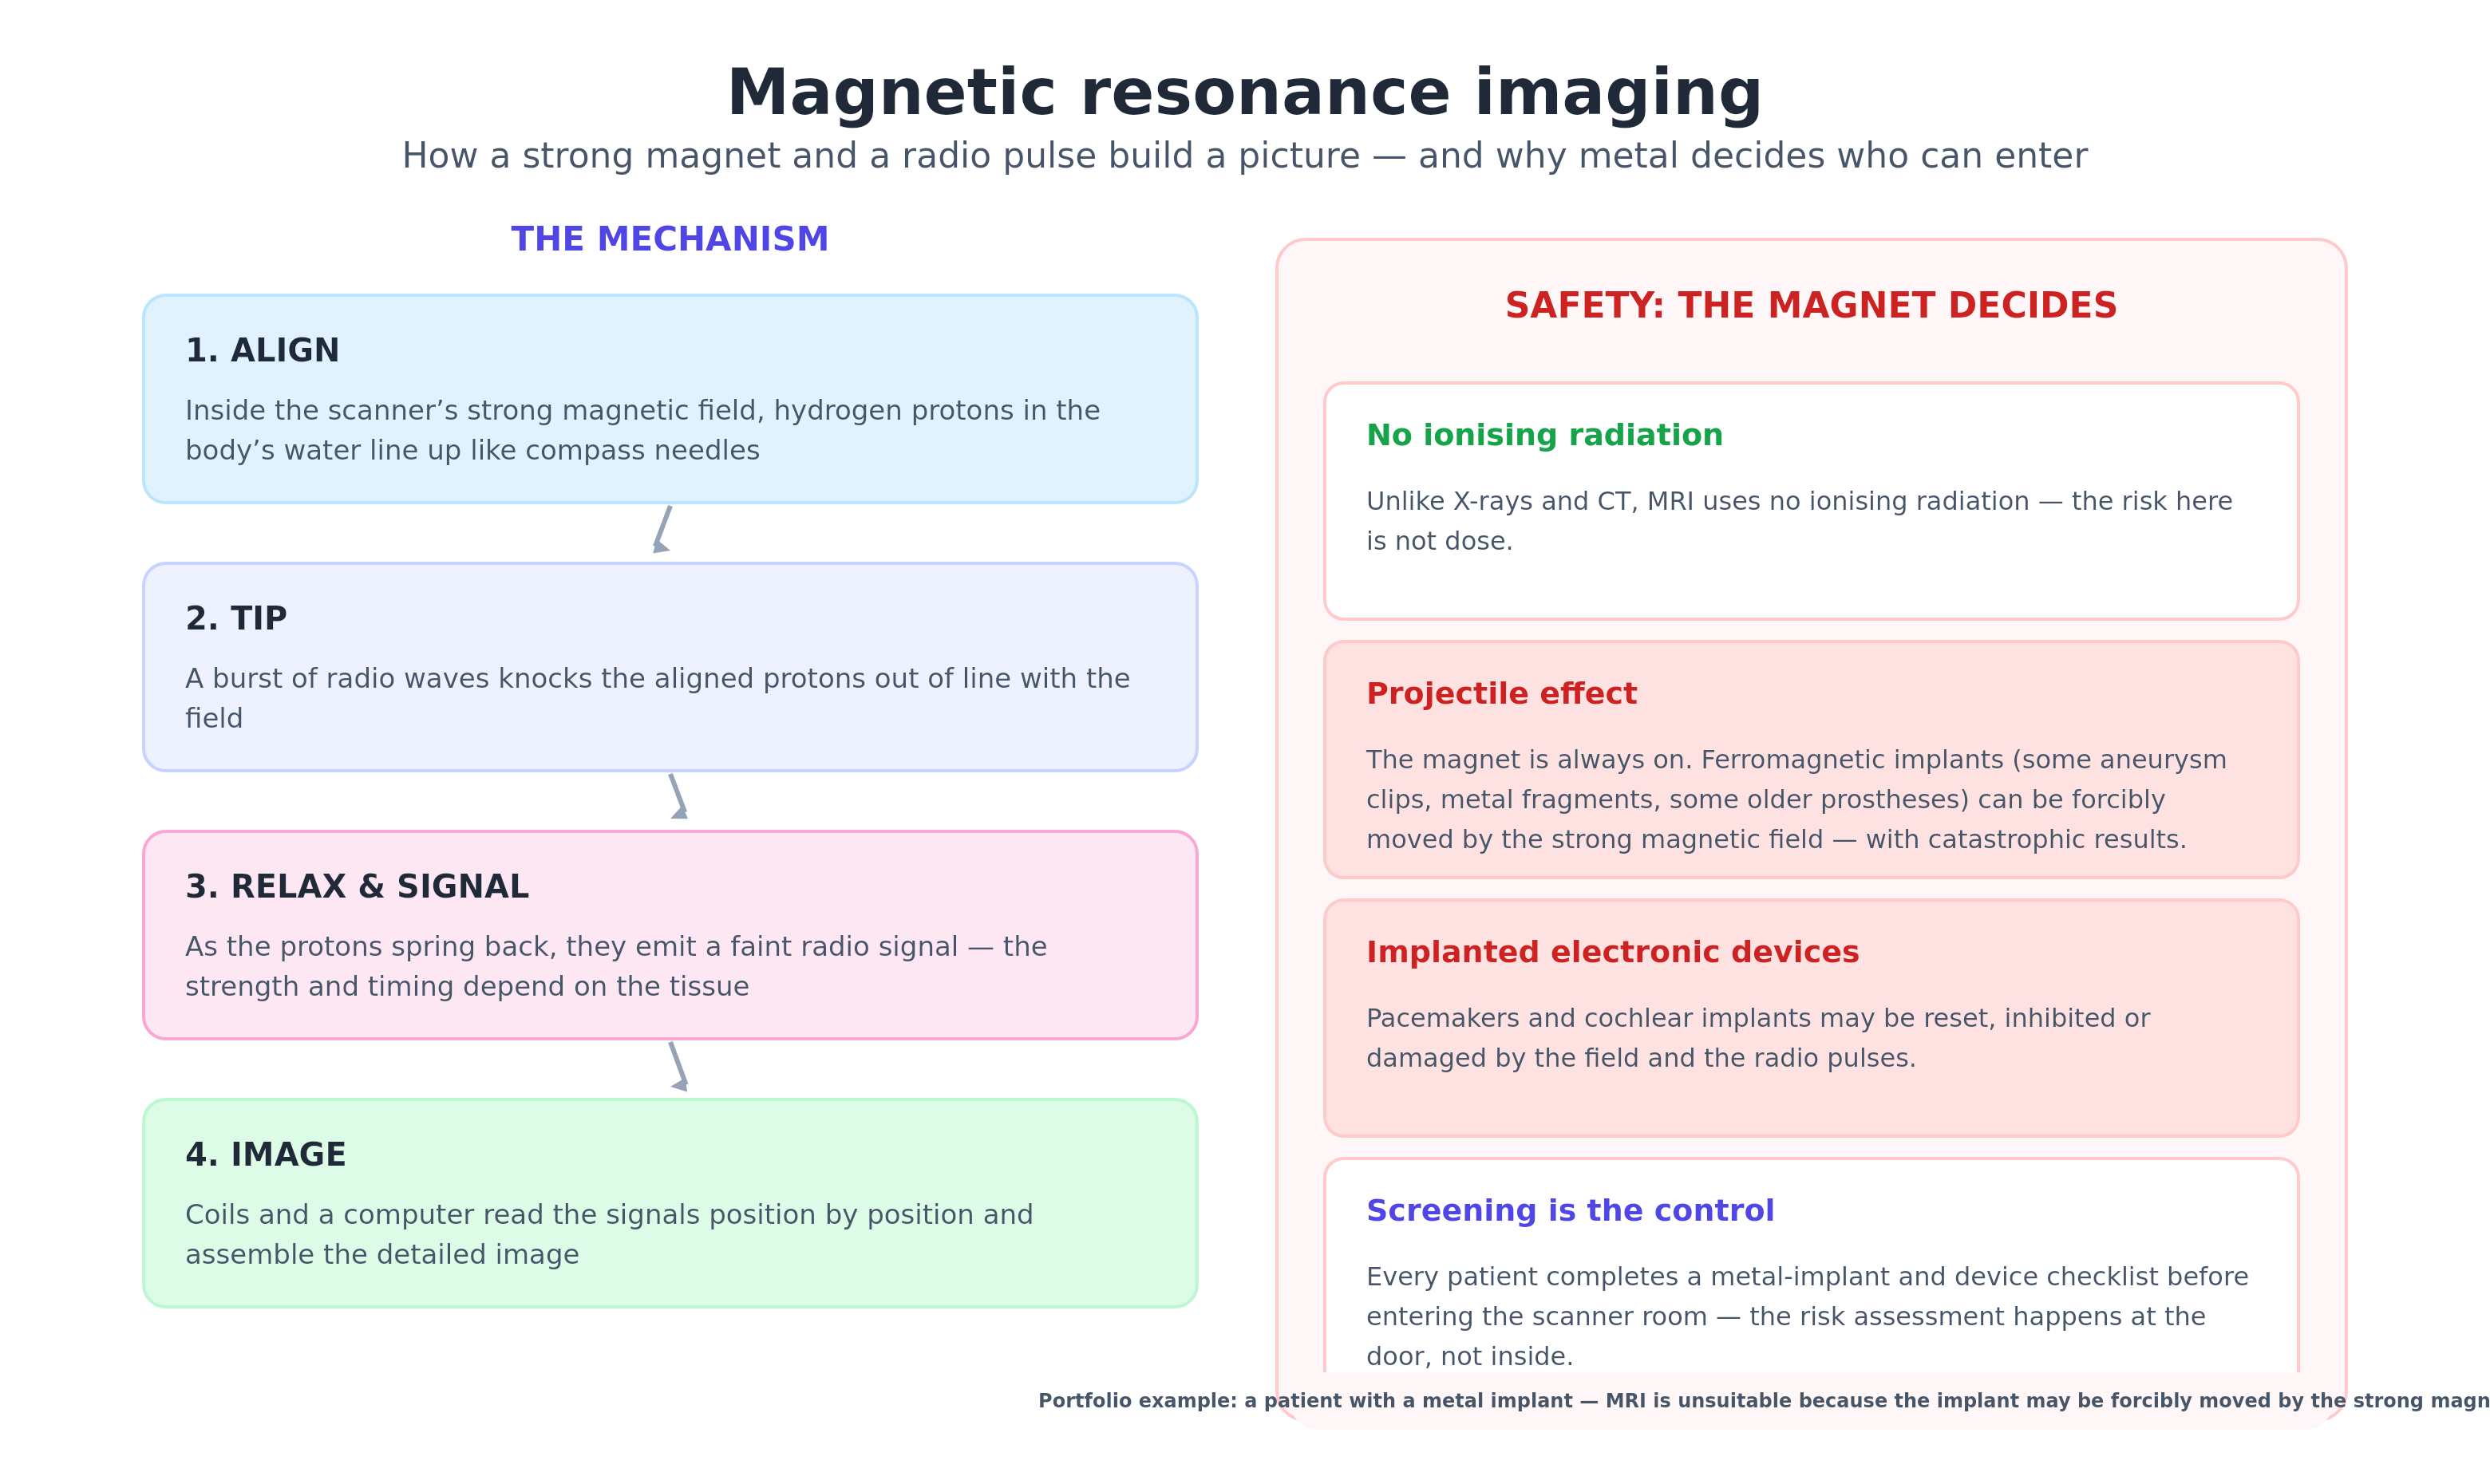 Magnetic resonance imaging
How a strong magnet and a radio pulse build a picture — and why metal decides who can enter
THE MECHANISM
1. ALIGN
Inside the scanner’s strong magnetic field, hydrogen protons in the
body’s water line up like compass needles
2. TIP
A burst of radio waves knocks the aligned protons out of line with the
field
3. RELAX & SIGNAL
As the protons spring back, they emit a faint radio signal — the
strength and timing depend on the tissue
4. IMAGE
Coils and a computer read the signals position by position and
assemble the detailed image
SAFETY: THE MAGNET DECIDES
No ionising radiation
Unlike X-rays and CT, MRI uses no ionising radiation — the risk here
is not dose.
Projectile effect
The magnet is always on. Ferromagnetic implants (some aneurysm
clips, metal fragments, some older prostheses) can be forcibly
moved by the strong magnetic field — with catastrophic results.
Implanted electronic devices
Pacemakers and cochlear implants may be reset, inhibited or
damaged by the field and the radio pulses.
Screening is the control
Every patient completes a metal-implant and device checklist before
entering the scanner room — the risk assessment happens at the
door, not inside.
Portfolio example: a patient with a metal implant — MRI is unsuitable because the implant may be forcibly moved by the strong magn